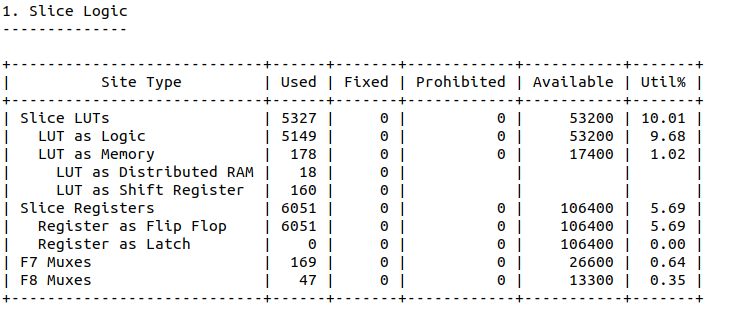 1. Slice Logic
--------------
+----------------------------+------+-------+------------+-----------+-------+
|          Site Type         | Used | Fixed | Prohibited | Available | Util% |
+----------------------------+------+-------+------------+-----------+-------+
| Slice LUTs                 | 5327 |     0 |          0 |     53200 | 10.01 |
|   LUT as Logic             | 5149 |     0 |          0 |     53200 |  9.68 |
|   LUT as Memory            |  178 |     0 |          0 |     17400 |  1.02 |
|     LUT as Distributed RAM |   18 |     0 |            |           |       |
|     LUT as Shift Register  |  160 |     0 |            |           |       |
| Slice Registers            | 6051 |     0 |          0 |    106400 |  5.69 |
|   Register as Flip Flop    | 6051 |     0 |          0 |    106400 |  5.69 |
|   Register as Latch        |    0 |     0 |          0 |    106400 |  0.00 |
| F7 Muxes                   |  169 |     0 |          0 |     26600 |  0.64 |
| F8 Muxes                   |   47 |     0 |          0 |     13300 |  0.35 |
+----------------------------+------+-------+------------+-----------+-------+